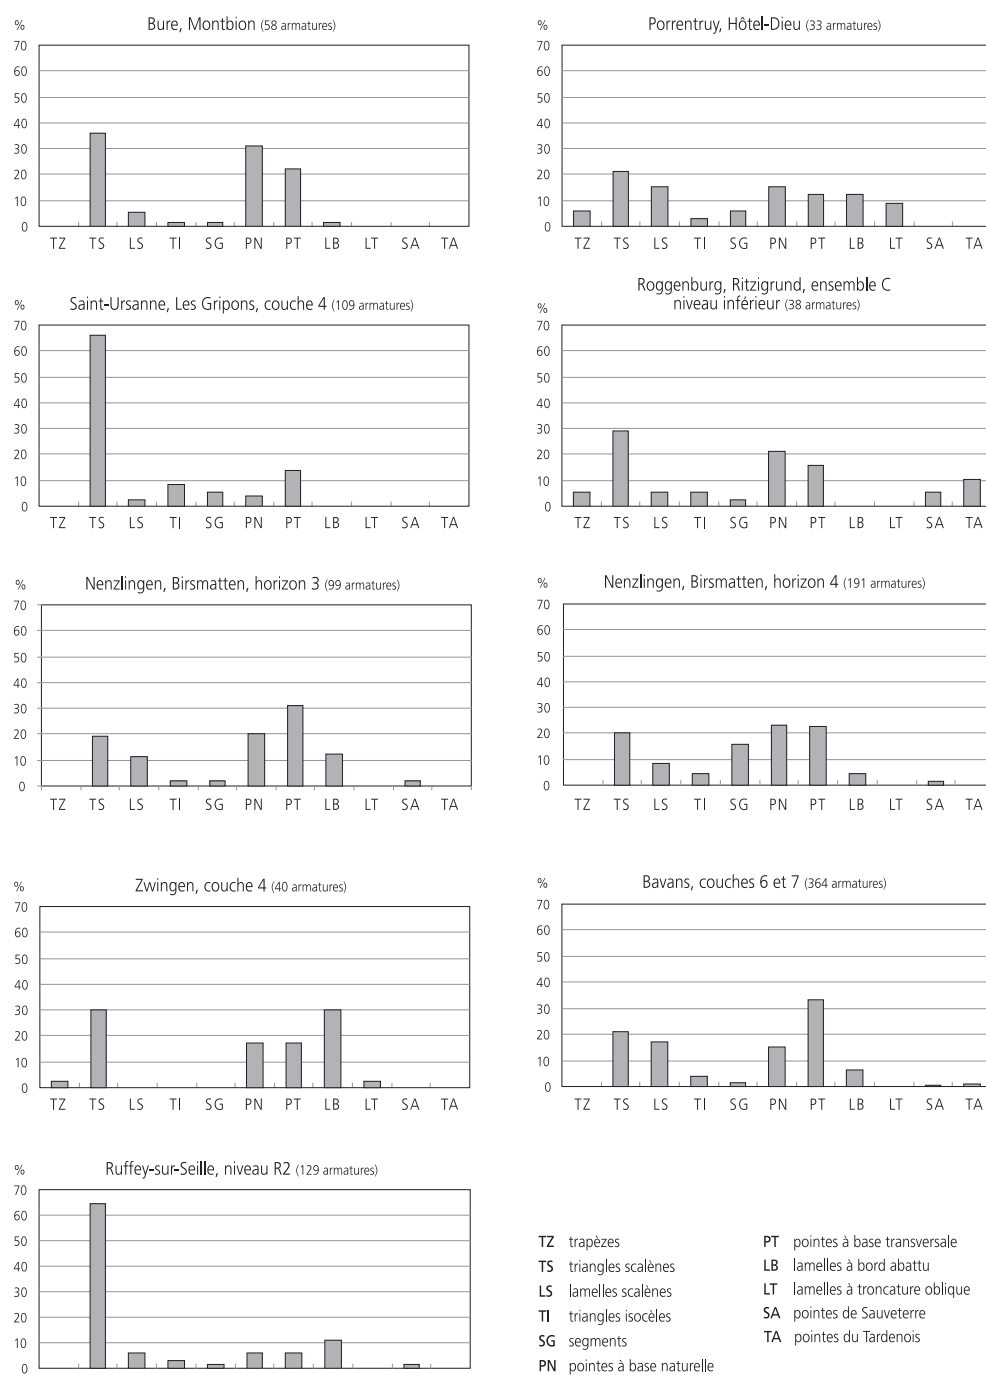 Bure, Montbion (58 armatures)
%
70
60
50
40
30
20
10
0
TZ TS LS TI SG PN PT LB LT SA TA
Porrentruy, Hôtel-Dieu (33 armatures)
%
70
60
50
40
30
20
10
0
TZ TS LS TI SG PN PT LB LT SA TA
Saint-Ursanne, Les Gripons, couche 4 (109 armatures)
%
70
60
50
40
30
20
10
0
TZ TS LS TI SG PN PT LB LT SA TA
Roggenburg, Ritzigrund, ensemble C
niveau inférieur (38 armatures)
%
70
60
50
40
30
20
10
0
TZ TS LS TI SG PN PT LB LT SA TA
Nenzlingen, Birsmatten, horizon 3 (99 armatures)
%
70
60
50
40
30
20
10
0
TZ TS LS TI SG PN PT LB LT SA TA
Nenzlingen, Birsmatten, horizon 4 (191 armatures)
%
70
60
50
40
30
20
10
0
TZ TS LS TI SG PN PT LB LT SA TA
Zwingen, couche 4 (40 armatures)
%
70
60
50
40
30
20
10
0
TZ TS LS TI SG PN PT LB LT SA TA
Bavans, couches 6 et 7 (364 armatures)
%
70
60
50
40
30
20
10
0
TZ TS LS TI SG PN PT LB LT SA TA
Ruffey-sur-Seille, niveau R2 (129 armatures)
%
70
60
50
40
30
20
10
0
TZ trapèzes
TS triangles scalènes
LS lamelles scalènes
TI triangles isocèles
SG segments
PN pointes à base naturelle
PT pointes à base transversale
LB lamelles à bord abattu
LT lamelles à troncature oblique
SA pointes de Sauveterre
TA pointes du Tardenois